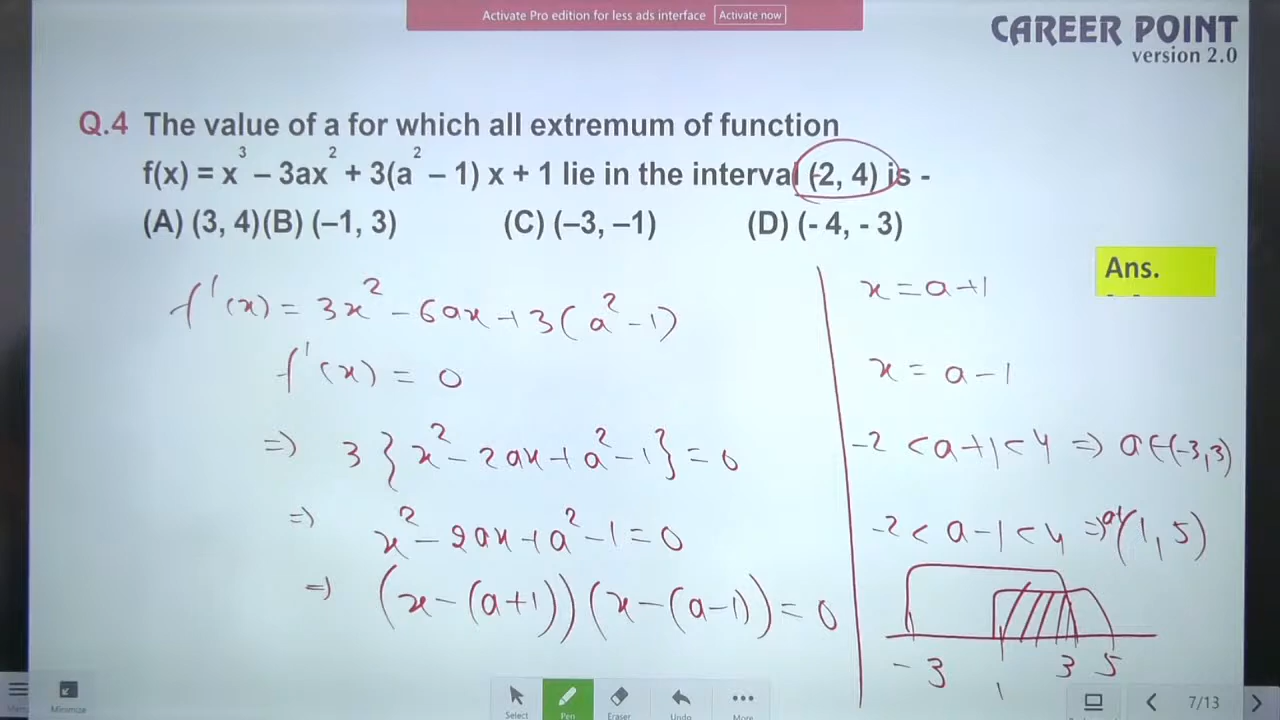 Activate Pro edition for less ads interface Activate now
CAREER POINT
version 2.0
Q.4 The value of a for which all extremum of function
f(x) = x³ – 3ax² + 3(a² – 1) x + 1 lie in the interval (-2, 4) is -
(A) (3, 4)(B) (–1, 3) (C) (–3, –1) (D) (- 4, - 3)
Ans.
f'(x) = 3x² - 6ax + 3(a² - 1)
f'(x) = 0
=> 3 { x² - 2ax + a² - 1 } = 0
=> x² - 2ax + a² - 1 = 0
=> (x - (a+1)) (x - (a-1)) = 0
x = a+1
x = a-1
-2 < a+1 < 4 => a ∈ (-3, 3)
-2 < a - 1 < 4 => a (1, 5)
-3 1 3 5
Select Pen Eraser Undo More
Minimize
7/13